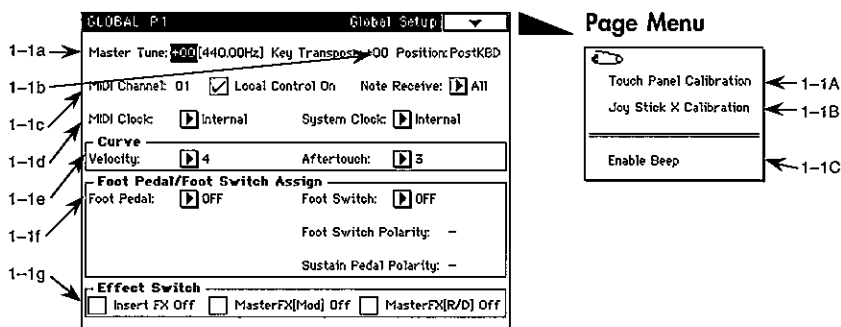 GLOBAL P1 Global Setup
Page Menu
1-1a Master Tune: +00 [440.00Hz] Key Transpose: +00 Position: PostKBD
1-1b
MIDI Channel: 01 Local Control On Note Receive: All
1-1c
MIDI Clock: Internal System Clock: Internal
1-1d
Curve
Velocity: 4 Aftertouch: 3
1-1e
Foot Pedal/Foot Switch Assign
Foot Pedal: OFF Foot Switch: OFF
1-1f
Foot Switch Polarity: -
Sustain Pedal Polarity: -
1-1g
Effect Switch
Insert FX Off MasterFX[Mod] Off MasterFX[R/D] Off
Touch Panel Calibration 1-1A
Joy Stick X Calibration 1-1B
Enable Beep 1-1C